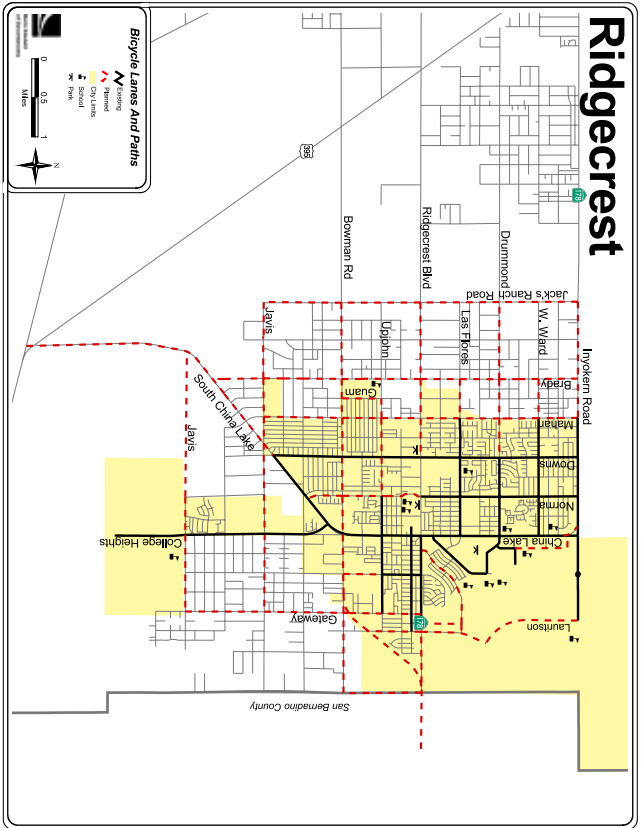 Ridgecrest
Bicycle Lanes And Paths
Existing
Planned
City Limits
School
Park
0
0.5
1
Miles
N
395
178
Inyokern Road
Jack's Ranch Road
W. Ward
Drummond
Las Flores
Ridgecrest Blvd
Upjohn
Bowman Rd
Javis
Brady
Guam
Mahan
Downs
Norma
China Lake
South China Lake
Javis
College Heights
Gateway
178
Lauritson
San Bernadino County